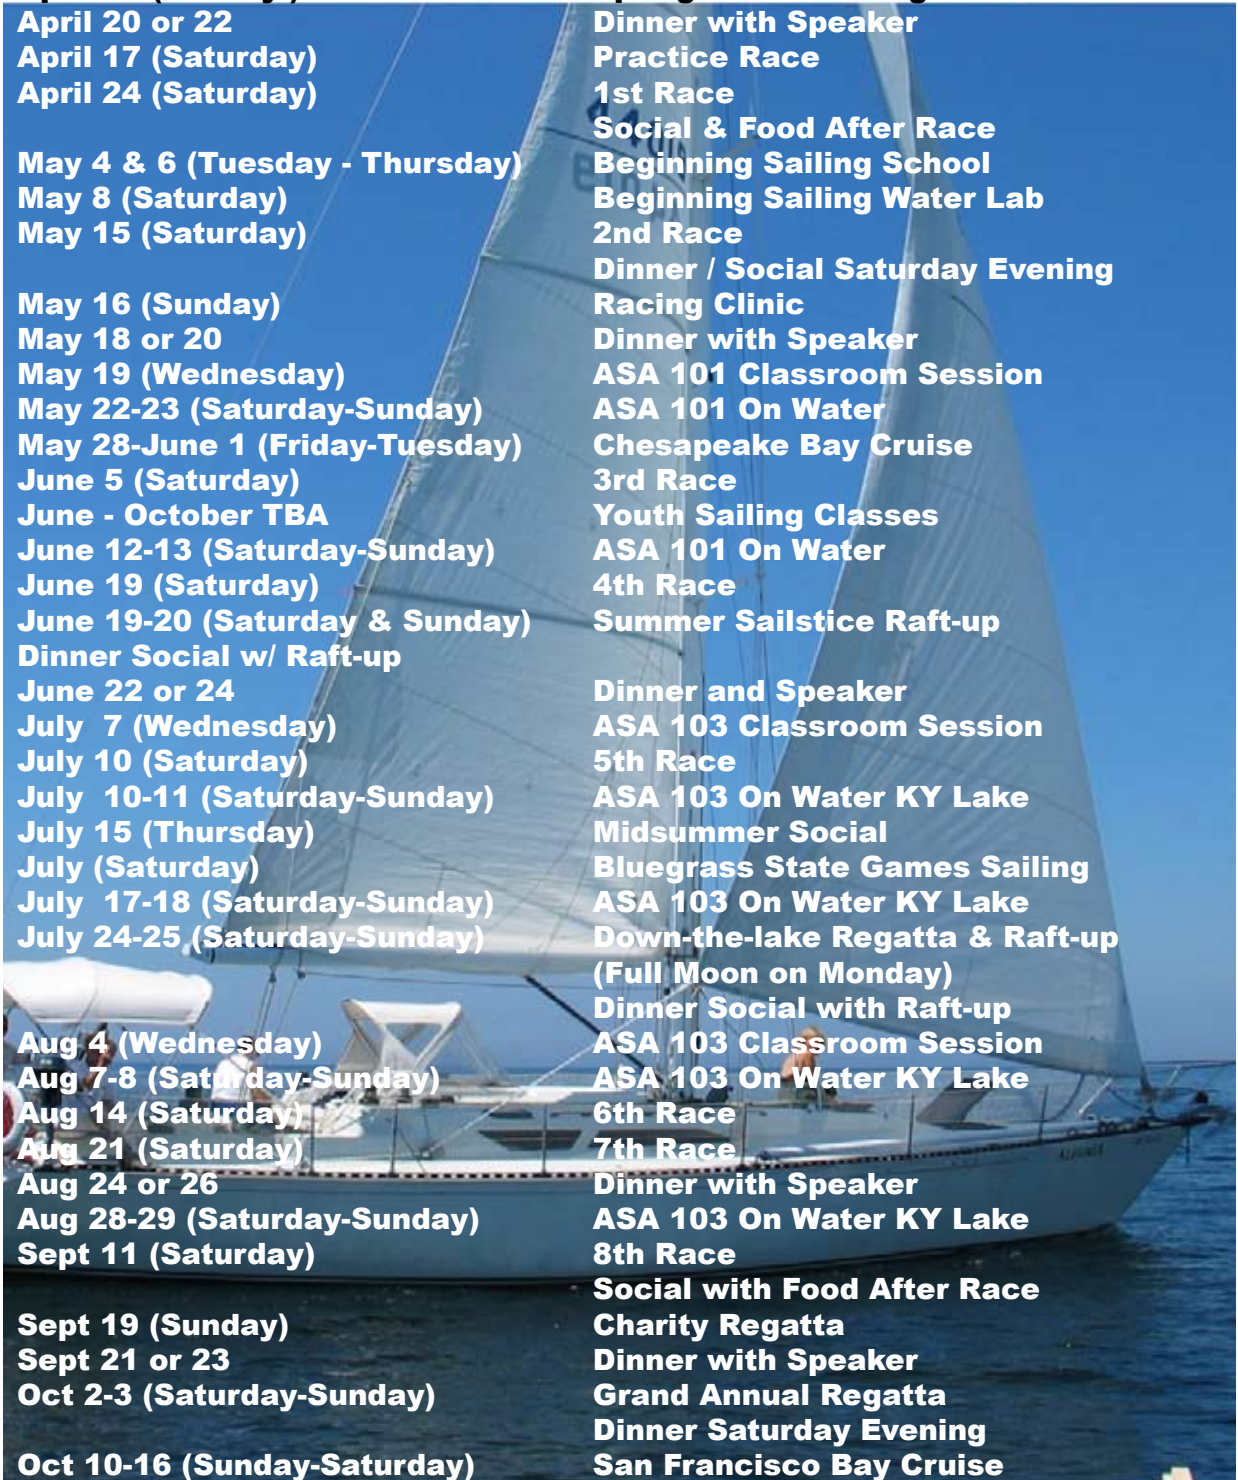 April 20 or 22 Dinner with Speaker
April 17 (Saturday) Practice Race
April 24 (Saturday) 1st Race
Social & Food After Race
May 4 & 6 (Tuesday - Thursday) Beginning Sailing School
May 8 (Saturday) Beginning Sailing Water Lab
May 15 (Saturday) 2nd Race
Dinner / Social Saturday Evening
May 16 (Sunday) Racing Clinic
May 18 or 20 Dinner with Speaker
May 19 (Wednesday) ASA 101 Classroom Session
May 22-23 (Saturday-Sunday) ASA 101 On Water
May 28-June 1 (Friday-Tuesday) Chesapeake Bay Cruise
June 5 (Saturday) 3rd Race
June - October TBA Youth Sailing Classes
June 12-13 (Saturday-Sunday) ASA 101 On Water
June 19 (Saturday) 4th Race
June 19-20 (Saturday & Sunday) Summer Sailstice Raft-up
Dinner Social w/ Raft-up
June 22 or 24 Dinner and Speaker
July  7 (Wednesday) ASA 103 Classroom Session
July 10 (Saturday) 5th Race
July  10-11 (Saturday-Sunday) ASA 103 On Water KY Lake
July 15 (Thursday) Midsummer Social
July (Saturday) Bluegrass State Games Sailing
July  17-18 (Saturday-Sunday) ASA 103 On Water KY Lake
July 24-25 (Saturday-Sunday) Down-the-lake Regatta & Raft-up
(Full Moon on Monday)
Dinner Social with Raft-up
Aug 4 (Wednesday) ASA 103 Classroom Session
Aug 7-8 (Saturday-Sunday) ASA 103 On Water KY Lake
Aug 14 (Saturday) 6th Race
Aug 21 (Saturday) 7th Race
Aug 24 or 26 Dinner with Speaker
Aug 28-29 (Saturday-Sunday) ASA 103 On Water KY Lake
Sept 11 (Saturday) 8th Race
Social with Food After Race
Sept 19 (Sunday) Charity Regatta
Sept 21 or 23 Dinner with Speaker
Oct 2-3 (Saturday-Sunday) Grand Annual Regatta
Dinner Saturday Evening
Oct 10-16 (Sunday-Saturday) San Francisco Bay Cruise